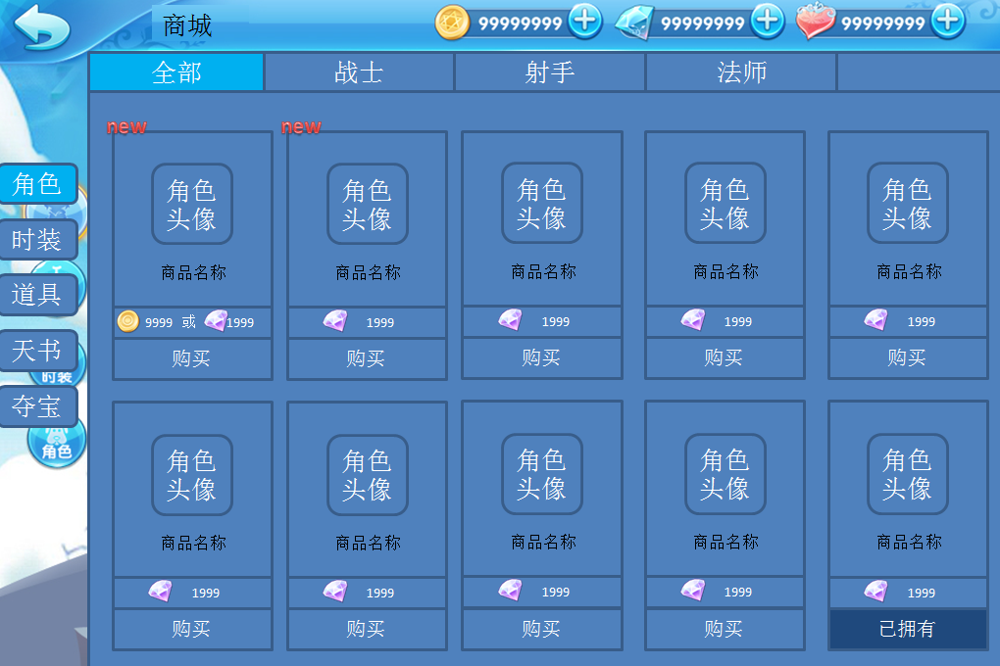 商城
99999999
99999999
99999999
全部
战士
射手
法师
角色
时装
道具
天书
时装
夺宝
角色
new
new
角色
头像
角色
头像
角色
头像
角色
头像
角色
头像
商品名称
商品名称
商品名称
商品名称
商品名称
9999 或 1999
1999
1999
1999
1999
购买
购买
购买
购买
购买
角色
头像
角色
头像
角色
头像
角色
头像
角色
头像
商品名称
商品名称
商品名称
商品名称
商品名称
1999
1999
1999
1999
1999
购买
购买
购买
购买
已拥有